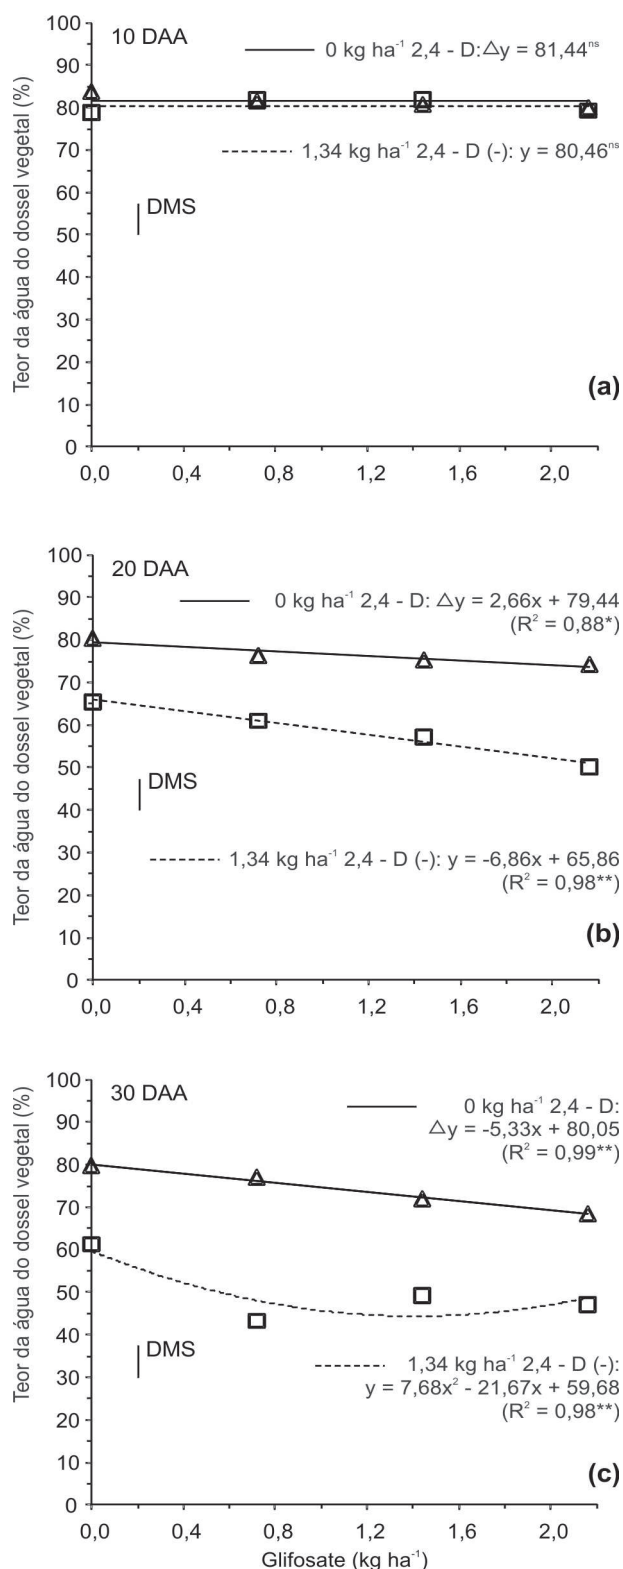 10 DAA
0 kg ha⁻¹ 2,4 - D:△y = 81,44ⁿˢ
1,34 kg ha⁻¹ 2,4 - D (-): y = 80,46ⁿˢ
DMS
Teor da água do dossel vegetal (%)
100
90
80
70
60
50
40
30
20
10
0
(a)
0,0 0,4 0,8 1,2 1,6 2,0
20 DAA
0 kg ha⁻¹ 2,4 - D: △y = 2,66x + 79,44
(R² = 0,88*)
DMS
1,34 kg ha⁻¹ 2,4 - D (-): y = -6,86x + 65,86
(R² = 0,98**)
Teor da água do dossel vegetal (%)
100
90
80
70
60
50
40
30
20
10
0
(b)
0,0 0,4 0,8 1,2 1,6 2,0
30 DAA
0 kg ha⁻¹ 2,4 - D:
△y = -5,33x + 80,05
(R² = 0,99**)
DMS
1,34 kg ha⁻¹ 2,4 - D (-):
y = 7,68x² - 21,67x + 59,68
(R² = 0,98**)
Teor da água do dossel vegetal (%)
100
90
80
70
60
50
40
30
20
10
0
(c)
0,0 0,4 0,8 1,2 1,6 2,0
Glifosate (kg ha⁻¹)